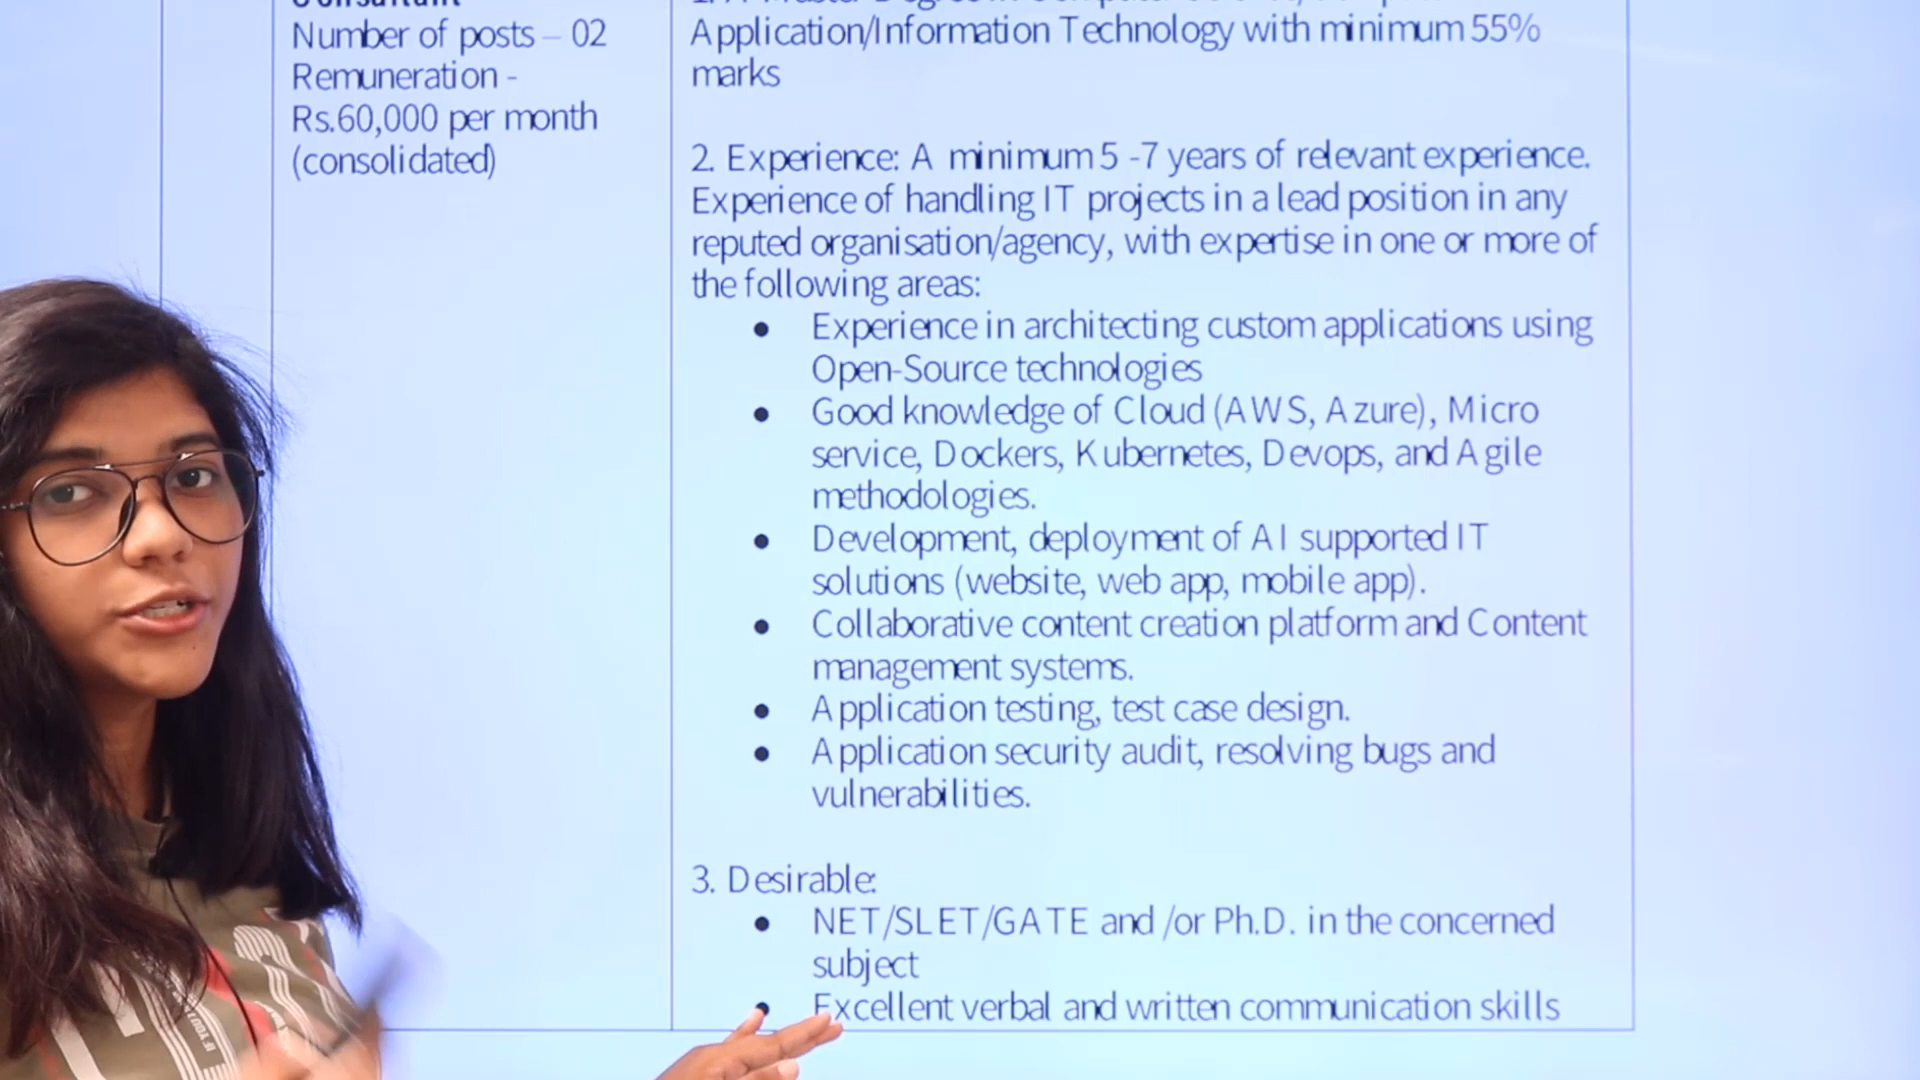 Consultant
Number of posts – 02
Remuneration -
Rs.60,000 per month
(consolidated)
Application/Information Technology with minimum 55%
marks
2. Experience: A minimum 5 -7 years of relevant experience.
Experience of handling IT projects in a lead position in any
reputed organisation/agency, with expertise in one or more of
the following areas:
● Experience in architecting custom applications using
Open-Source technologies
● Good knowledge of Cloud (AWS, Azure), Micro
service, Dockers, Kubernetes, Devops, and Agile
methodologies.
● Development, deployment of AI supported IT
solutions (website, web app, mobile app).
● Collaborative content creation platform and Content
management systems.
● Application testing, test case design.
● Application security audit, resolving bugs and
vulnerabilities.
3. Desirable:
● NET/SLET/GATE and /or Ph.D. in the concerned
subject
● Excellent verbal and written communication skills